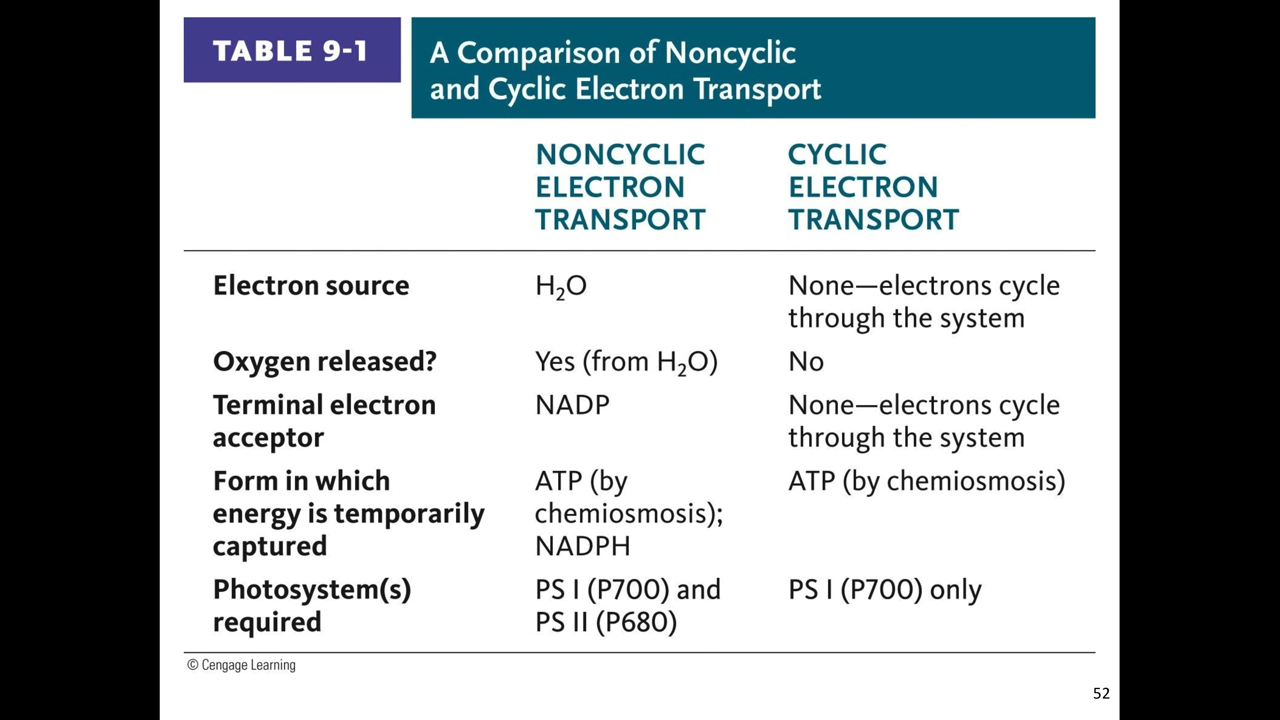 TABLE 9-1
A Comparison of Noncyclic
and Cyclic Electron Transport
NONCYCLIC
ELECTRON
TRANSPORT
CYCLIC
ELECTRON
TRANSPORT
Electron source
H₂O
None—electrons cycle
through the system
Oxygen released?
Yes (from H₂O)
No
Terminal electron
acceptor
NADP
None—electrons cycle
through the system
Form in which
energy is temporarily
captured
ATP (by
chemiosmosis);
NADPH
ATP (by chemiosmosis)
Photosystem(s)
required
PS I (P700) and
PS II (P680)
PS I (P700) only
© Cengage Learning
52